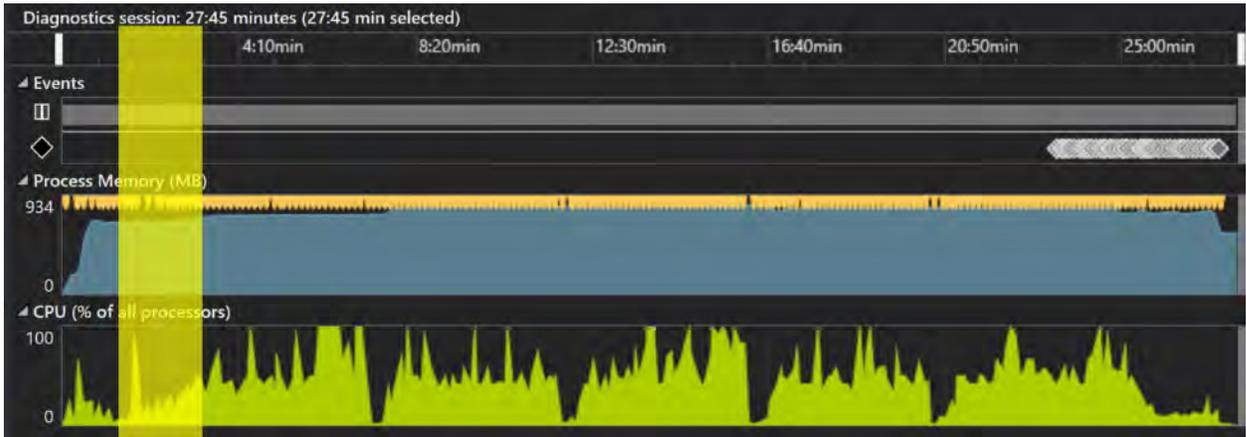 Diagnostics session: 27:45 minutes (27:45 min selected)
4:10min 8:20min 12:30min 16:40min 20:50min 25:00min
Events
Process Memory (MB)
934
0
CPU (% of all processors)
100
0